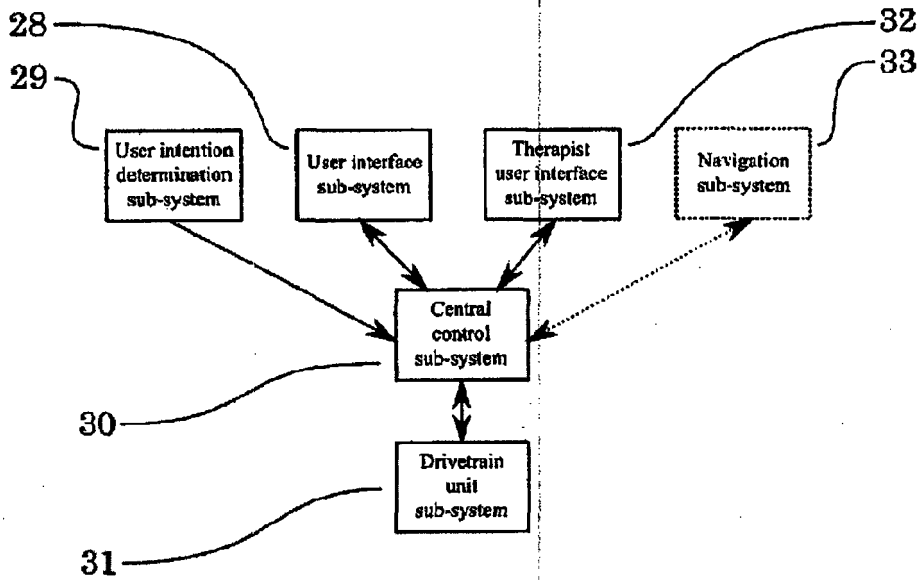 28
32
29
33
User intention
determination
sub-system
User interface
sub-system
Therapist
user interface
sub-system
Navigation
sub-system
Central
control
sub-system
30
Drivetrain
unit
sub-system
31